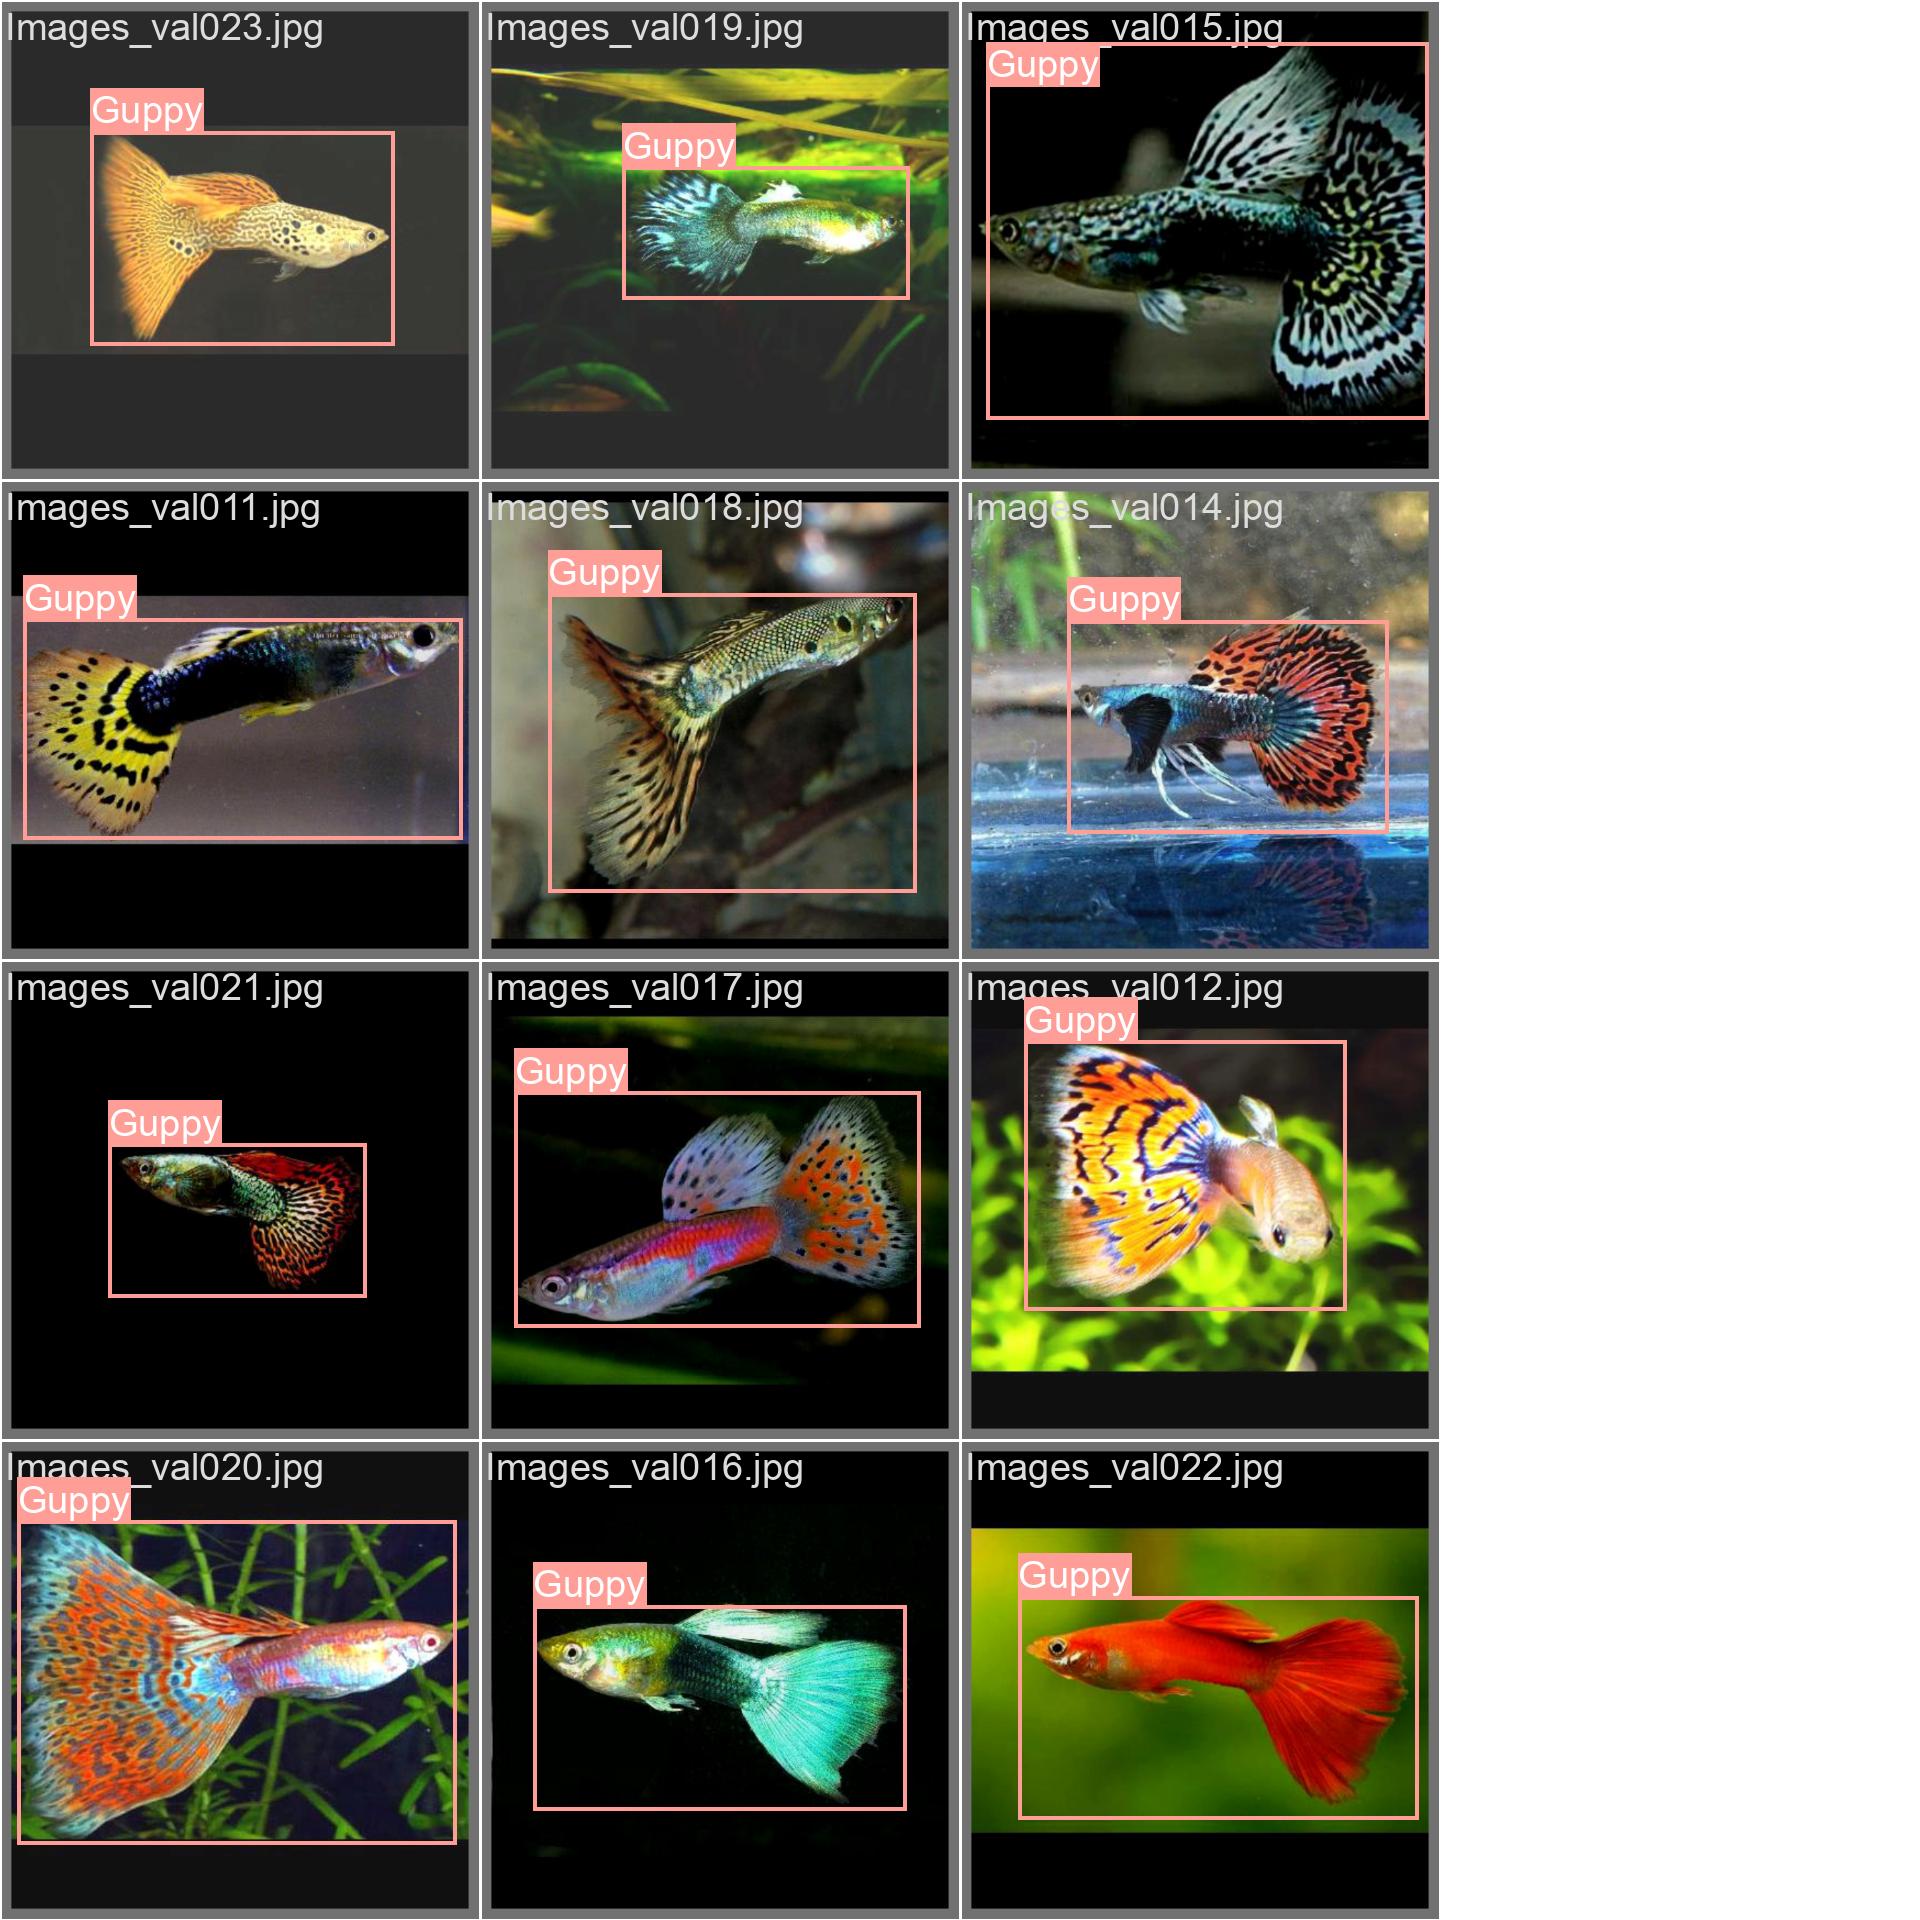 Images_val023.jpg
Guppy
Images_val019.jpg
Guppy
Images_val015.jpg
Guppy
Images_val011.jpg
Guppy
Images_val018.jpg
Guppy
Images_val014.jpg
Guppy
Images_val021.jpg
Guppy
Images_val017.jpg
Guppy
Images_val012.jpg
Guppy
Images_val020.jpg
Guppy
Images_val016.jpg
Guppy
Images_val022.jpg
Guppy